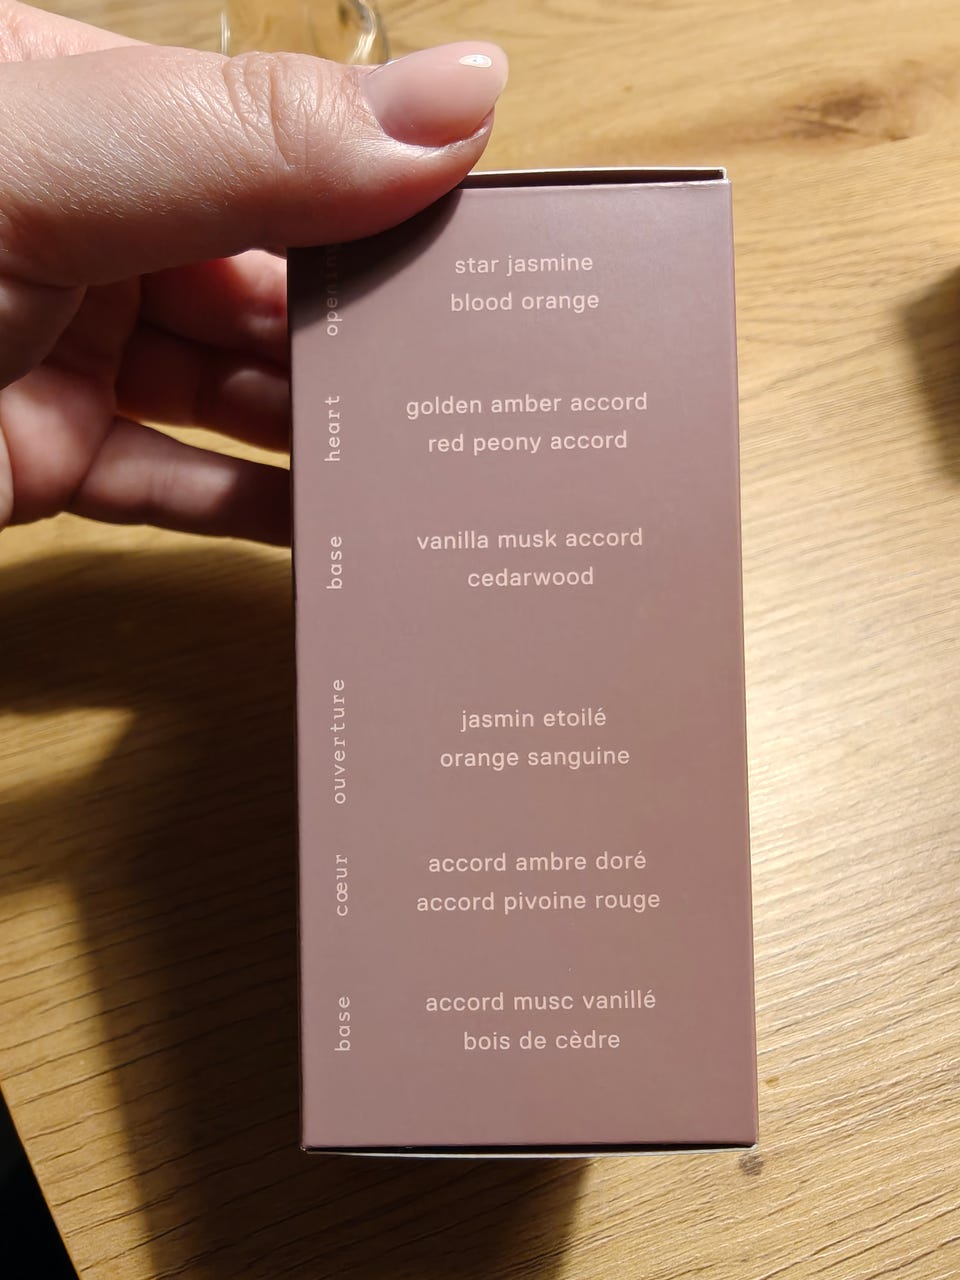 opening
star jasmine
blood orange
heart
golden amber accord
red peony accord
base
vanilla musk accord
cedarwood
ouverture
jasmin etoilé
orange sanguine
cœur
accord ambre doré
accord pivoine rouge
base
accord musc vanillé
bois de cèdre